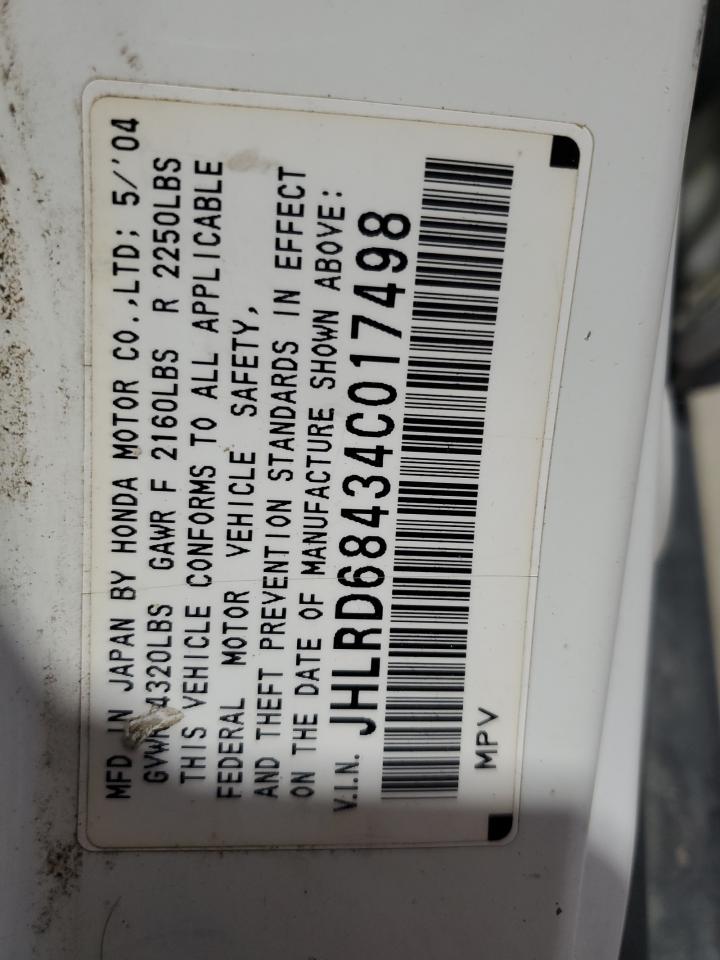 MFD IN JAPAN BY HONDA MOTOR CO.,LTD; 5/'04
GVWR 4320LBS GAWR F 2160LBS R 2250LBS
THIS VEHICLE CONFORMS TO ALL APPLICABLE
FEDERAL MOTOR VEHICLE SAFETY,
AND THEFT PREVENTION STANDARDS IN EFFECT
ON THE DATE OF MANUFACTURE SHOWN ABOVE:
V.I.N. JHLRD68434C017498
MPV